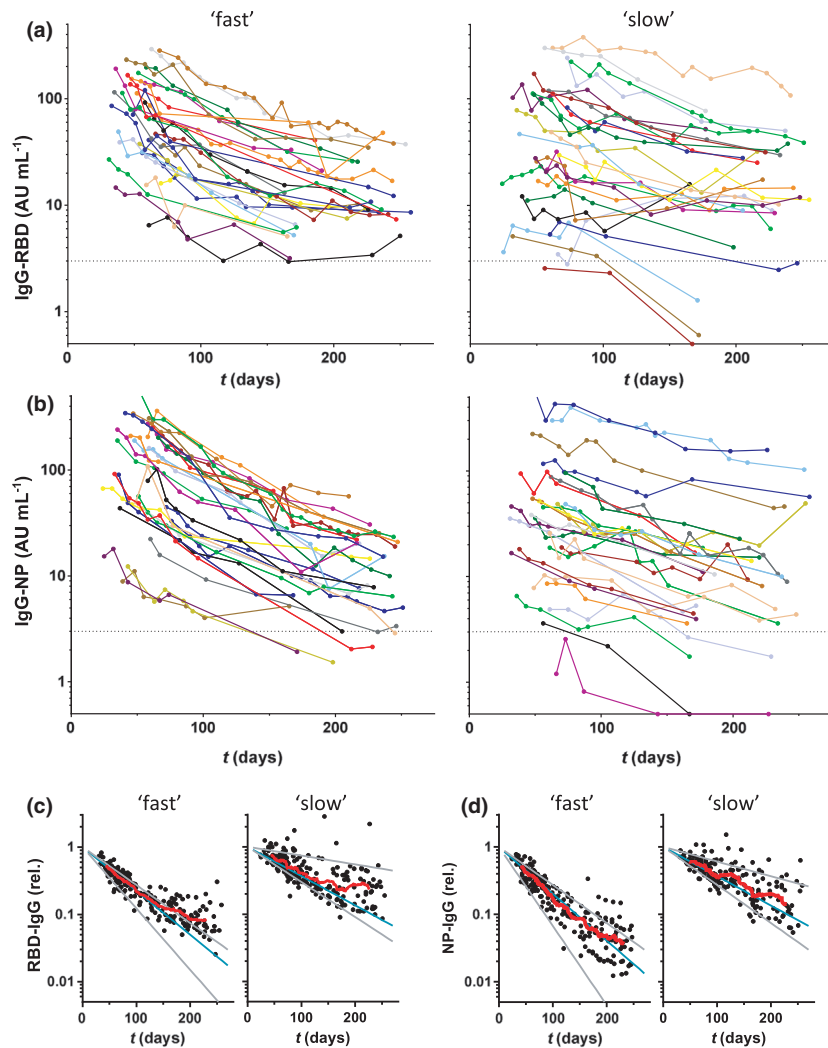 ‘fast’ ‘slow’
(a)
IgG-RBD (AU mL⁻¹)
100
10
1
0 100 200 0 100 200
t (days) t (days)
(b)
IgG-NP (AU mL⁻¹)
100
10
1
0 100 200 0 100 200
t (days) t (days)
(c) ‘fast’ ‘slow’ (d) ‘fast’ ‘slow’
RBD-IgG (rel.)
1
0.1
0.01
0 100 200 0 100 200
t (days) t (days)
NP-IgG (rel.)
1
0.1
0.01
0 100 200 0 100 200
t (days) t (days)